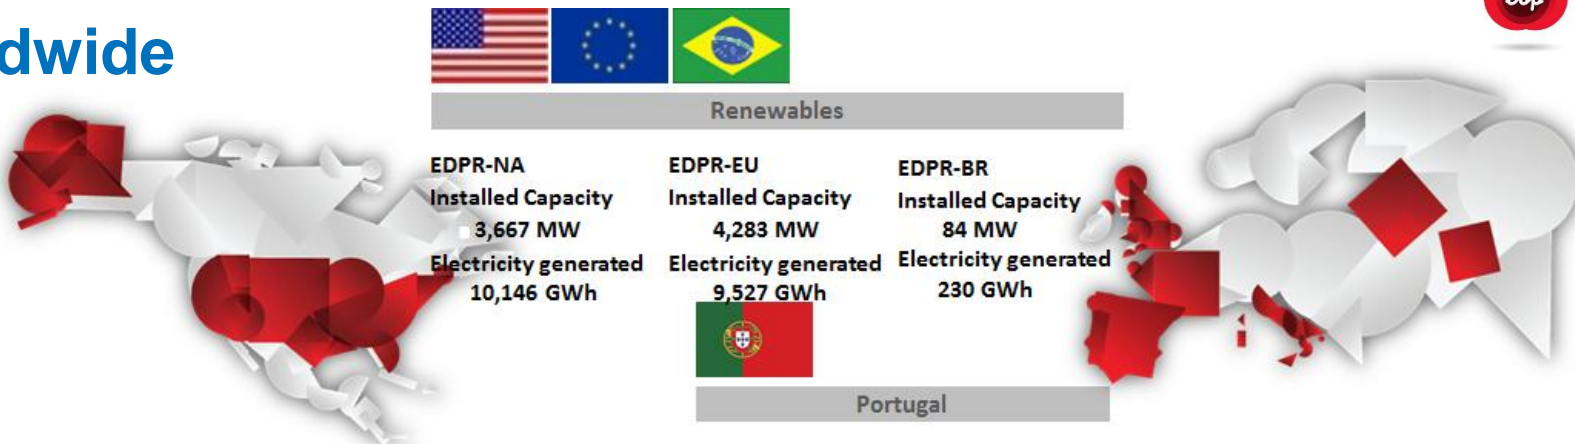 dwide
Renewables
EDPR-NA
Installed Capacity
3,667 MW
Electricity generated
10,146 GWh
EDPR-EU
Installed Capacity
4,283 MW
Electricity generated
9,527 GWh
EDPR-BR
Installed Capacity
84 MW
Electricity generated
230 GWh
Portugal